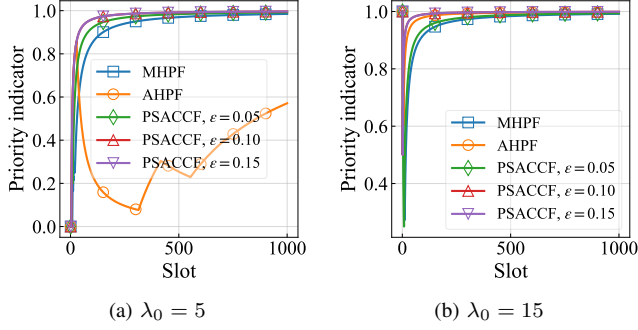 Priority indicator
1.0
0.8
0.6
0.4
0.2
0.0
MHPF
AHPF
PSACCF, ε = 0.05
PSACCF, ε = 0.10
PSACCF, ε = 0.15
0
500
1000
Slot
(a) λ₀ = 5
Priority indicator
1.0
0.8
0.6
0.4
MHPF
AHPF
PSACCF, ε = 0.05
PSACCF, ε = 0.10
PSACCF, ε = 0.15
0
500
1000
Slot
(b) λ₀ = 15